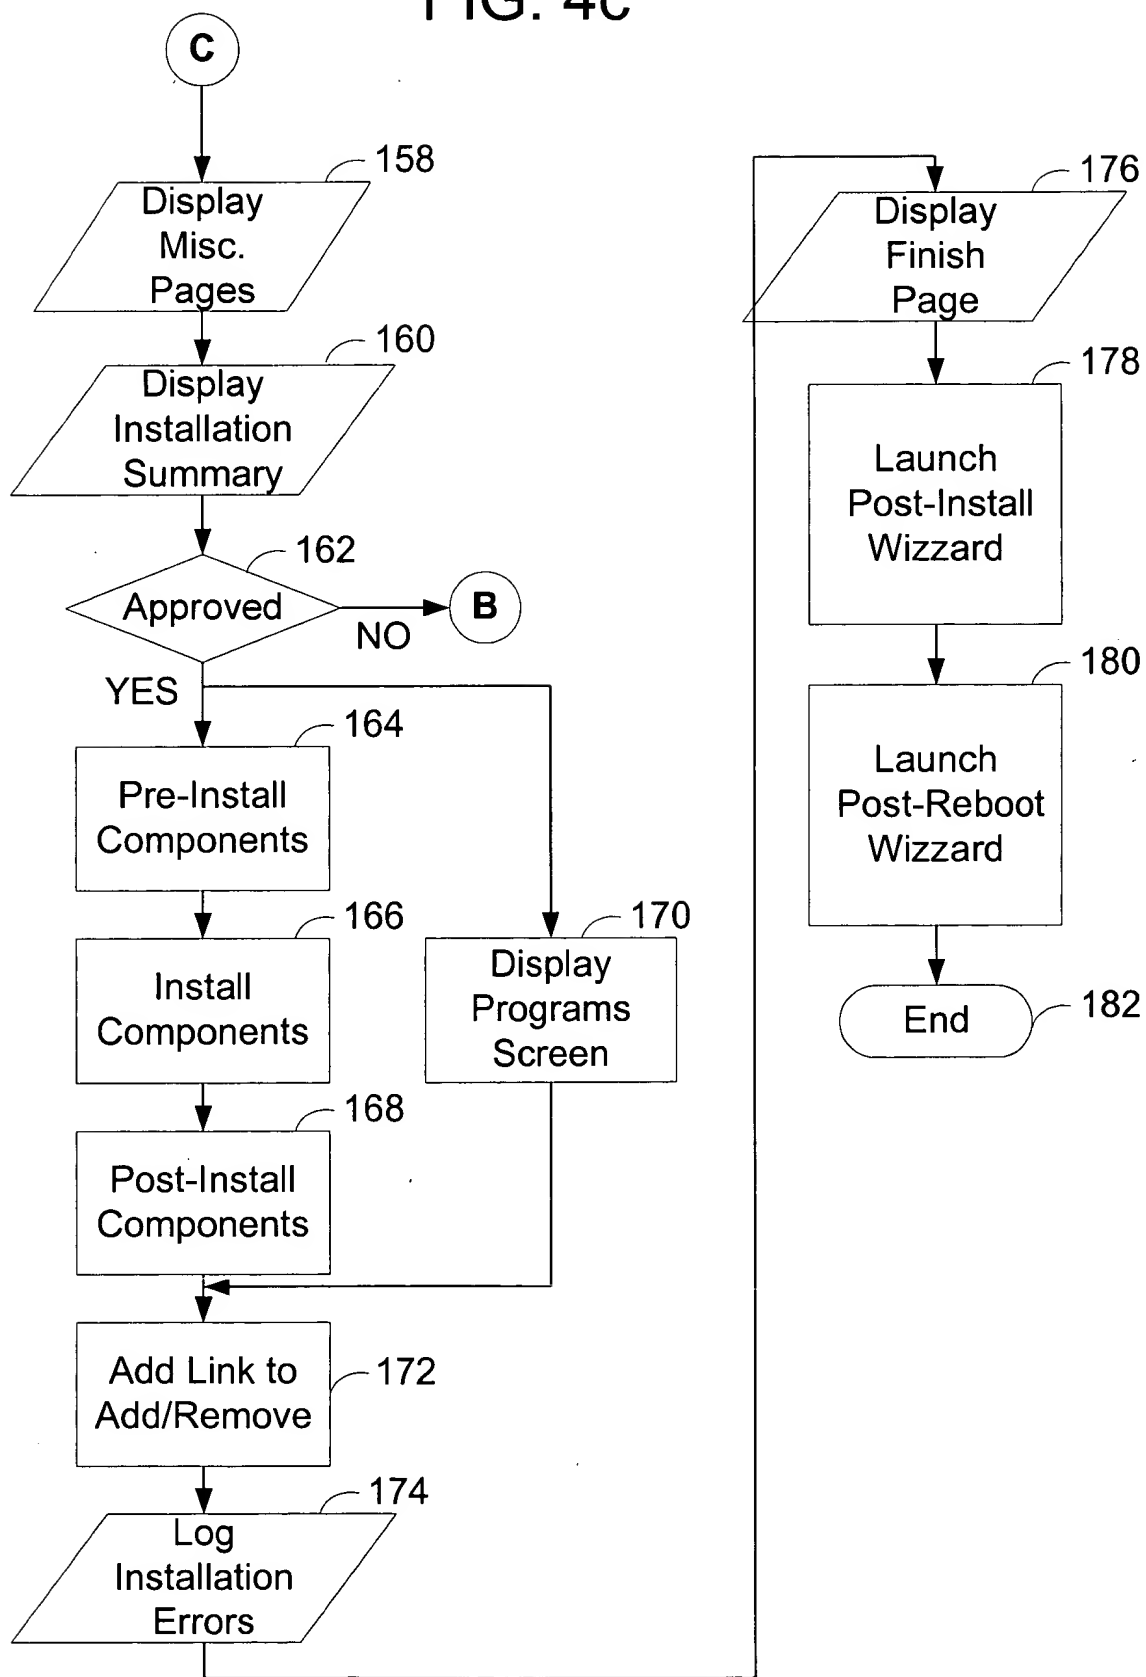 FIG. 4c
C
158
Display
Misc.
Pages
160
Display
Installation
Summary
162
Approved
NO
B
YES
164
Pre-Install
Components
166
Install
Components
168
Post-Install
Components
170
Display
Programs
Screen
172
Add Link to
Add/Remove
174
Log
Installation
Errors
176
Display
Finish
Page
178
Launch
Post-Install
Wizzard
180
Launch
Post-Reboot
Wizzard
End
182